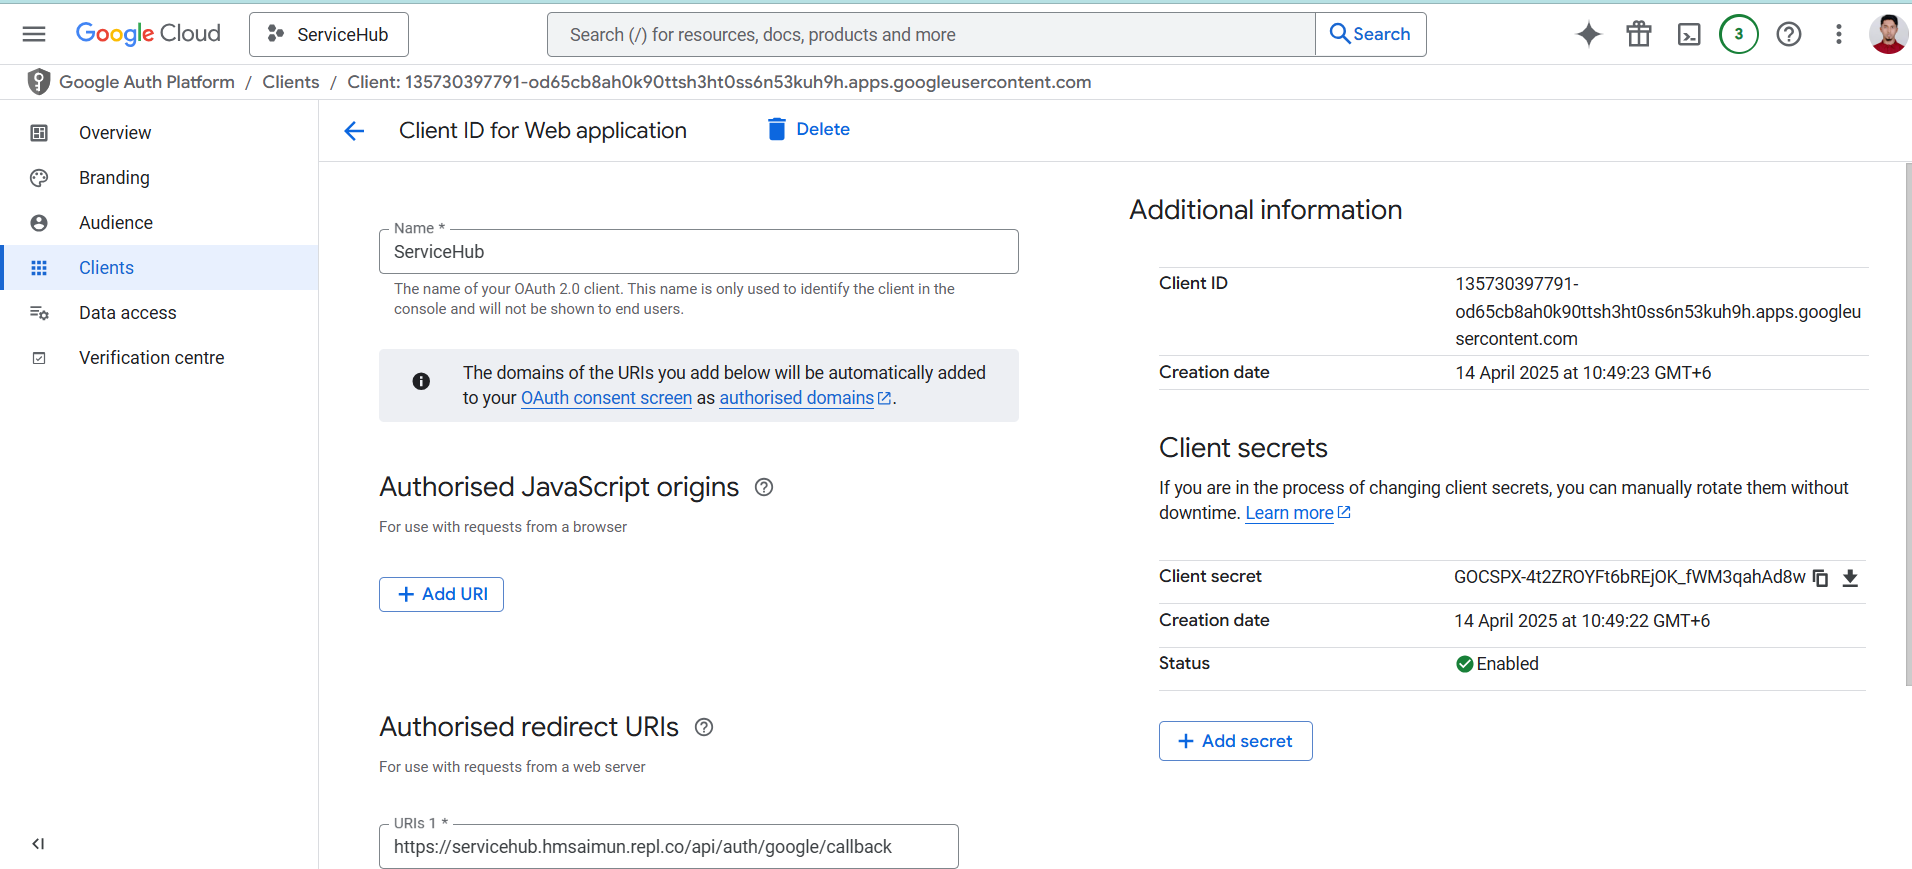 Google Cloud
ServiceHub
Search (/) for resources, docs, products and more
Search
3
Google Auth Platform / Clients / Client: 135730397791-od65cb8ah0k90ttsh3ht0ss6n53kuh9h.apps.googleusercontent.com
Overview
Branding
Audience
Clients
Data access
Verification centre
Client ID for Web application
Delete
Name *
ServiceHub
The name of your OAuth 2.0 client. This name is only used to identify the client in the
console and will not be shown to end users.
The domains of the URIs you add below will be automatically added
to your OAuth consent screen as authorised domains.
Authorised JavaScript origins
For use with requests from a browser
+ Add URI
Authorised redirect URIs
For use with requests from a web server
URIs 1 *
https://servicehub.hmsaimun.repl.co/api/auth/google/callback
Additional information
Client ID
135730397791-
od65cb8ah0k90ttsh3ht0ss6n53kuh9h.apps.googleu
sercontent.com
Creation date
14 April 2025 at 10:49:23 GMT+6
Client secrets
If you are in the process of changing client secrets, you can manually rotate them without
downtime. Learn more
Client secret
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
Creation date
14 April 2025 at 10:49:22 GMT+6
Status
Enabled
+ Add secret